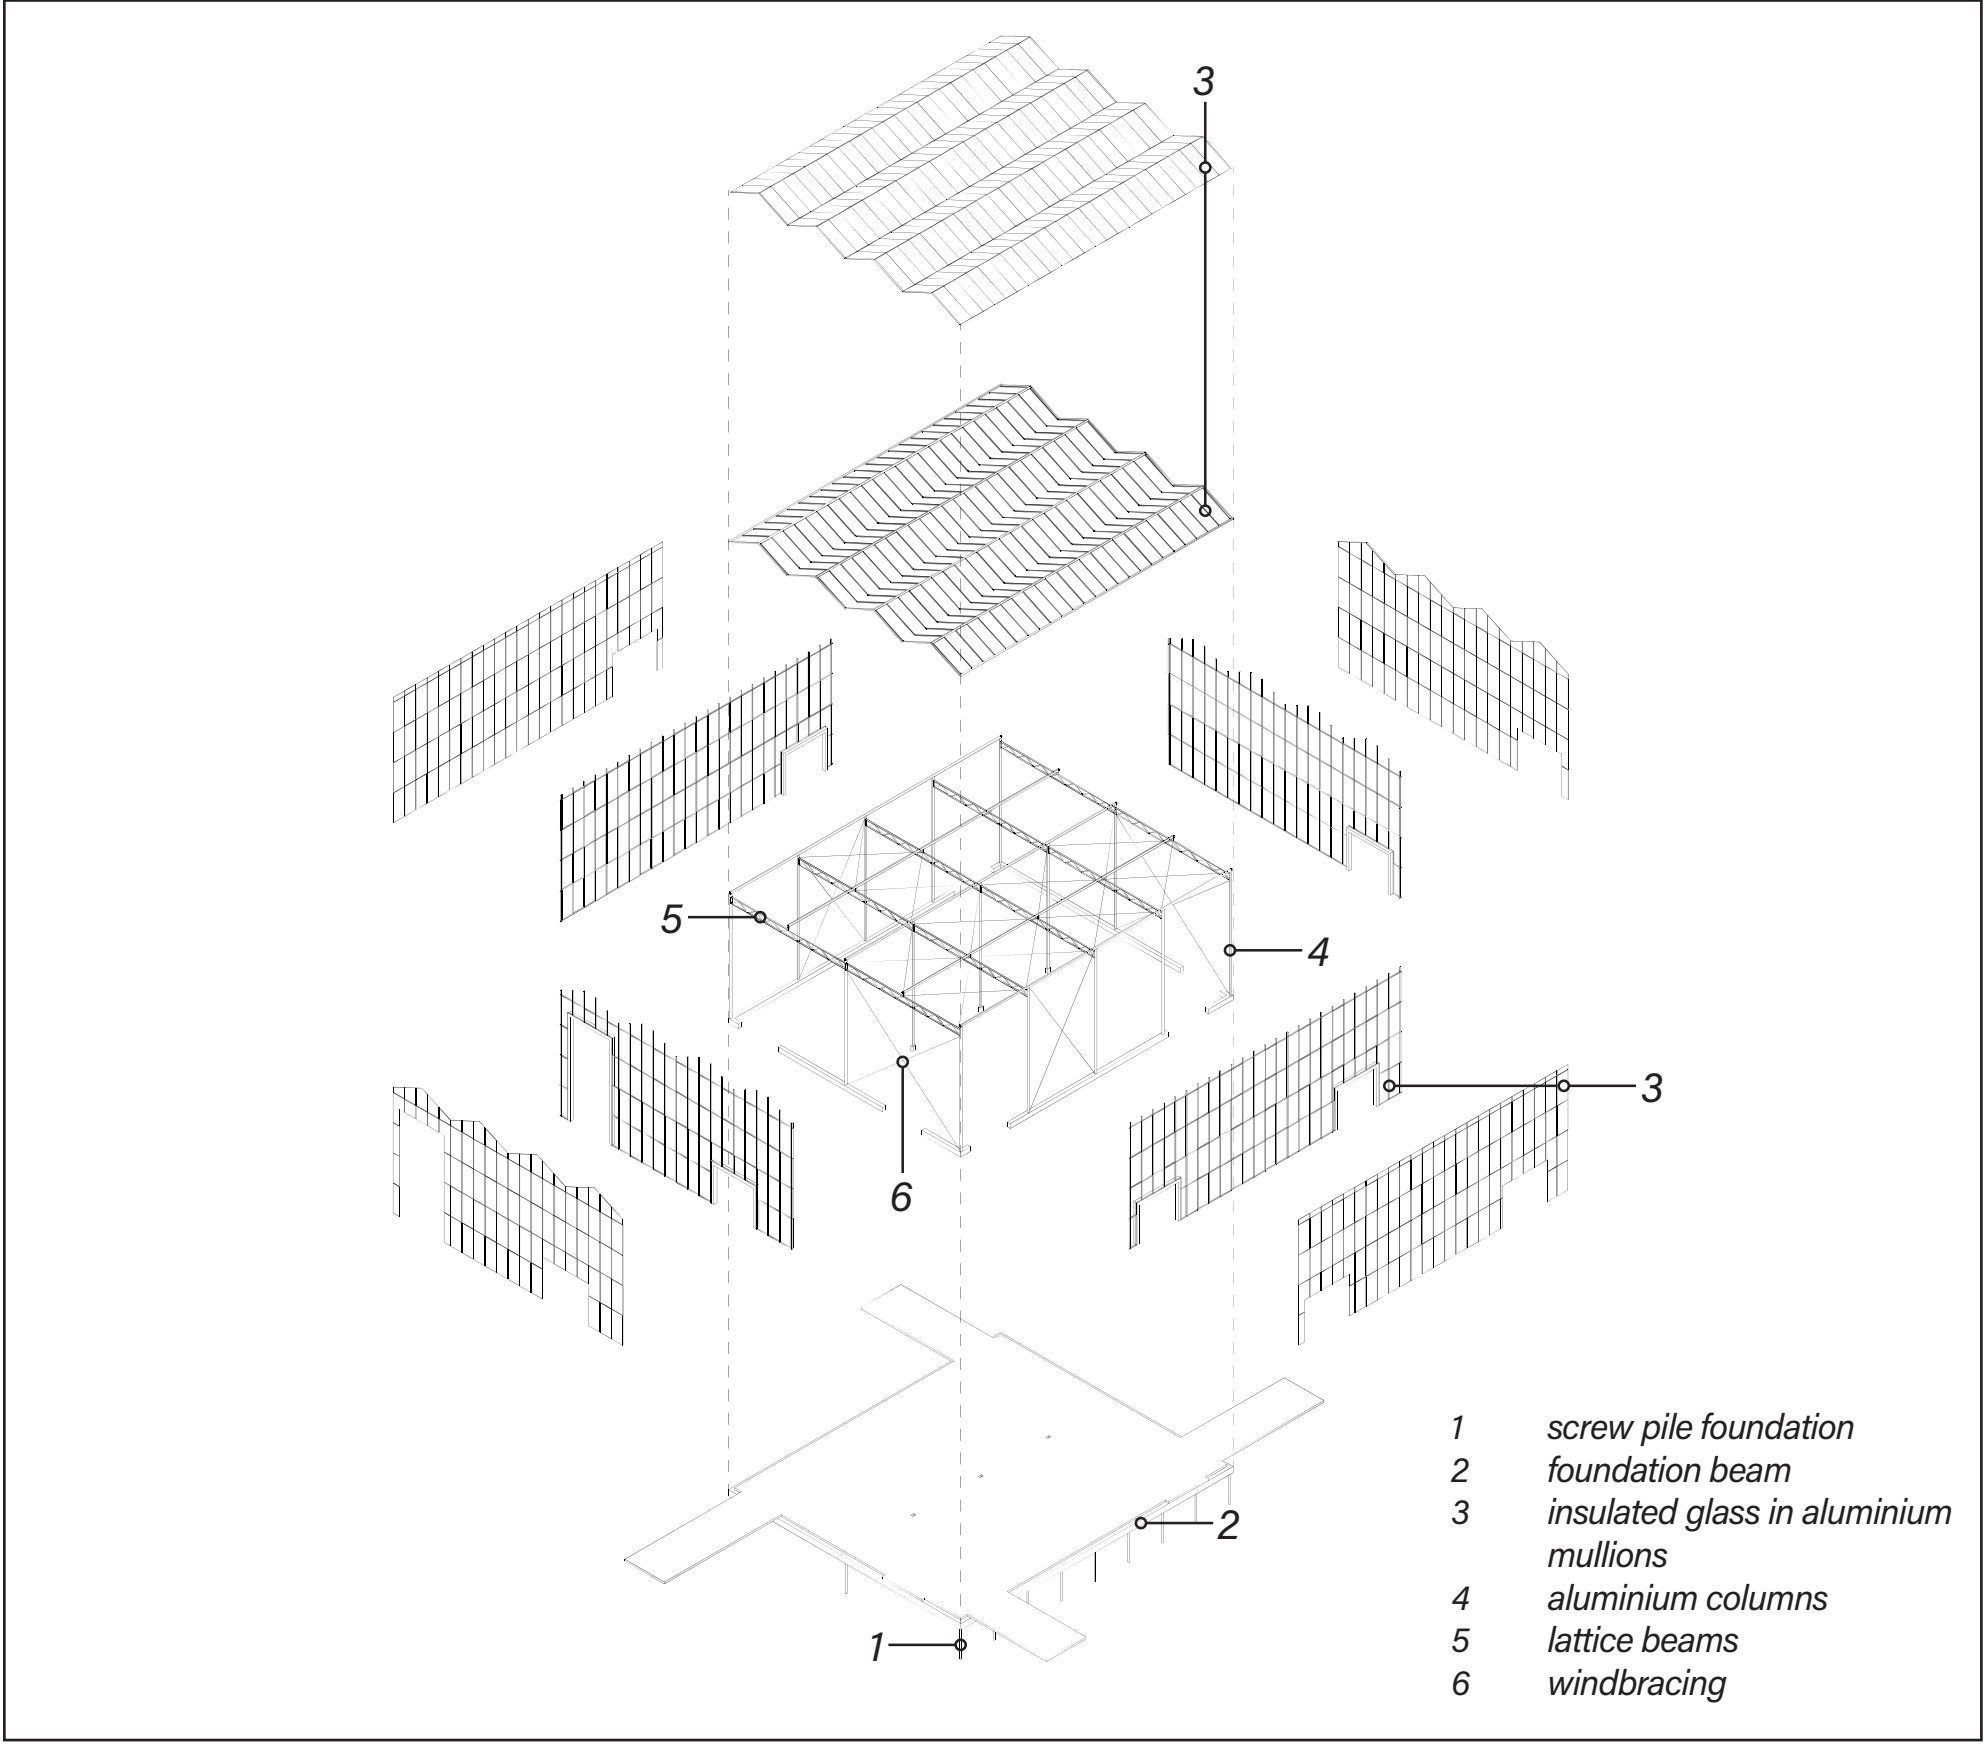 3
5
4
3
6
2
1
1 screw pile foundation
2 foundation beam
3 insulated glass in aluminium
mullions
4 aluminium columns
5 lattice beams
6 windbracing